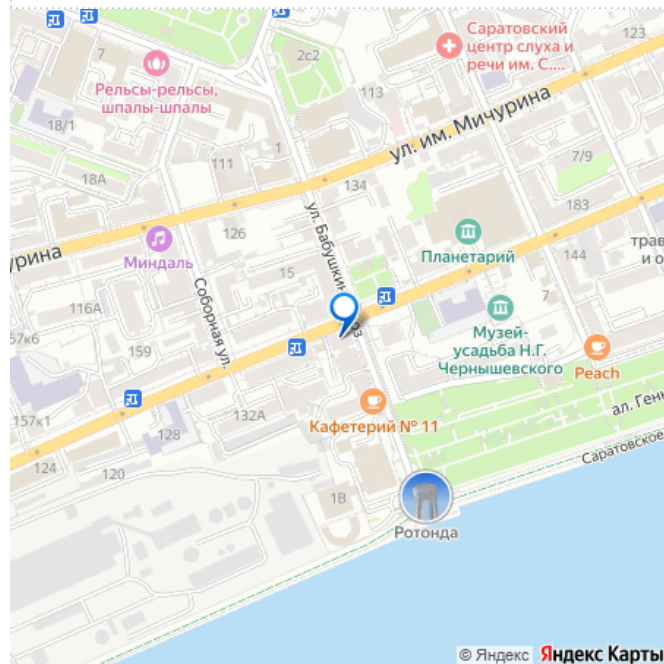 Саратовский
центр слуха и
речи им. С....
123
7
2с2
Рельсы-рельсы,
шпалы-шпалы
113
ул. им. Мичурина
18/1
111
1
7/9
18А
134
183
126
ул. Бабушкин
Планетарий
144
трав
и о
урина
Миндаль
15
7
116А
Соборная ул.
вз
Музей-
усадьба Н.Г.
Чернышевского
Peach
57к6
159
Кафетерий № 11
ал. Генн
157к1
132А
128
Саратовское
124
120
1В
Ротонда
© Яндекс Яндекс Карты